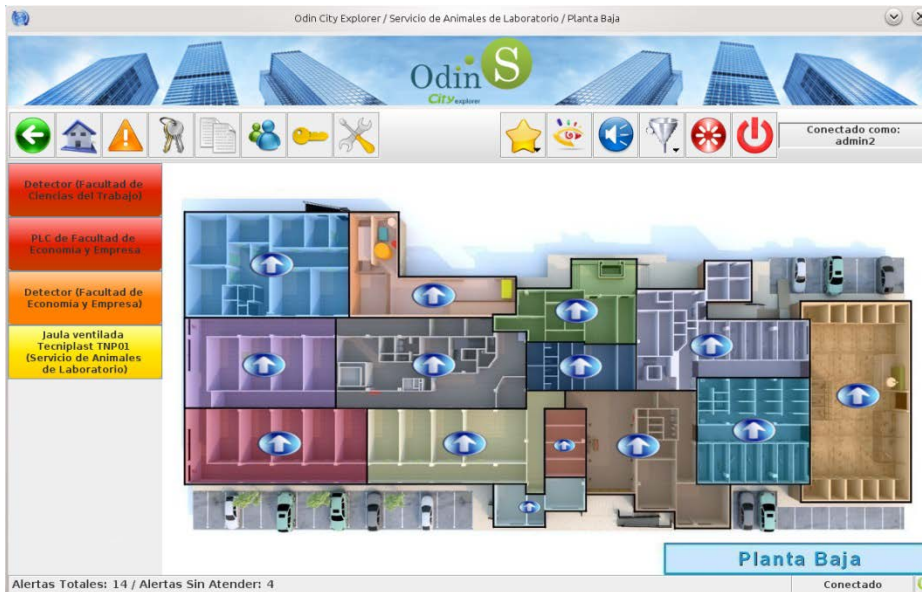 Odin City Explorer / Servicio de Animales de Laboratorio / Planta Baja
Odin S
City explorer
Conectado como:
admin2
Detector (Facultad de
Ciencias del Trabajo)
PLC de Facultad de
Economia y Empresa
Detector (Facultad de
Economia y Empresa)
Jaula ventilada
Tecniplast TNP01
(Servicio de Animales
de Laboratorio)
Planta Baja
Alertas Totales: 14 / Alertas Sin Atender: 4
Conectado